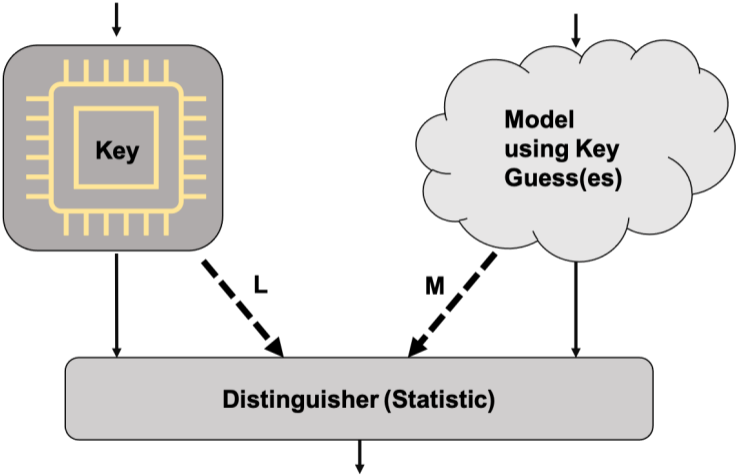 Key
Model
using Key
Guess(es)
L
M
Distinguisher (Statistic)